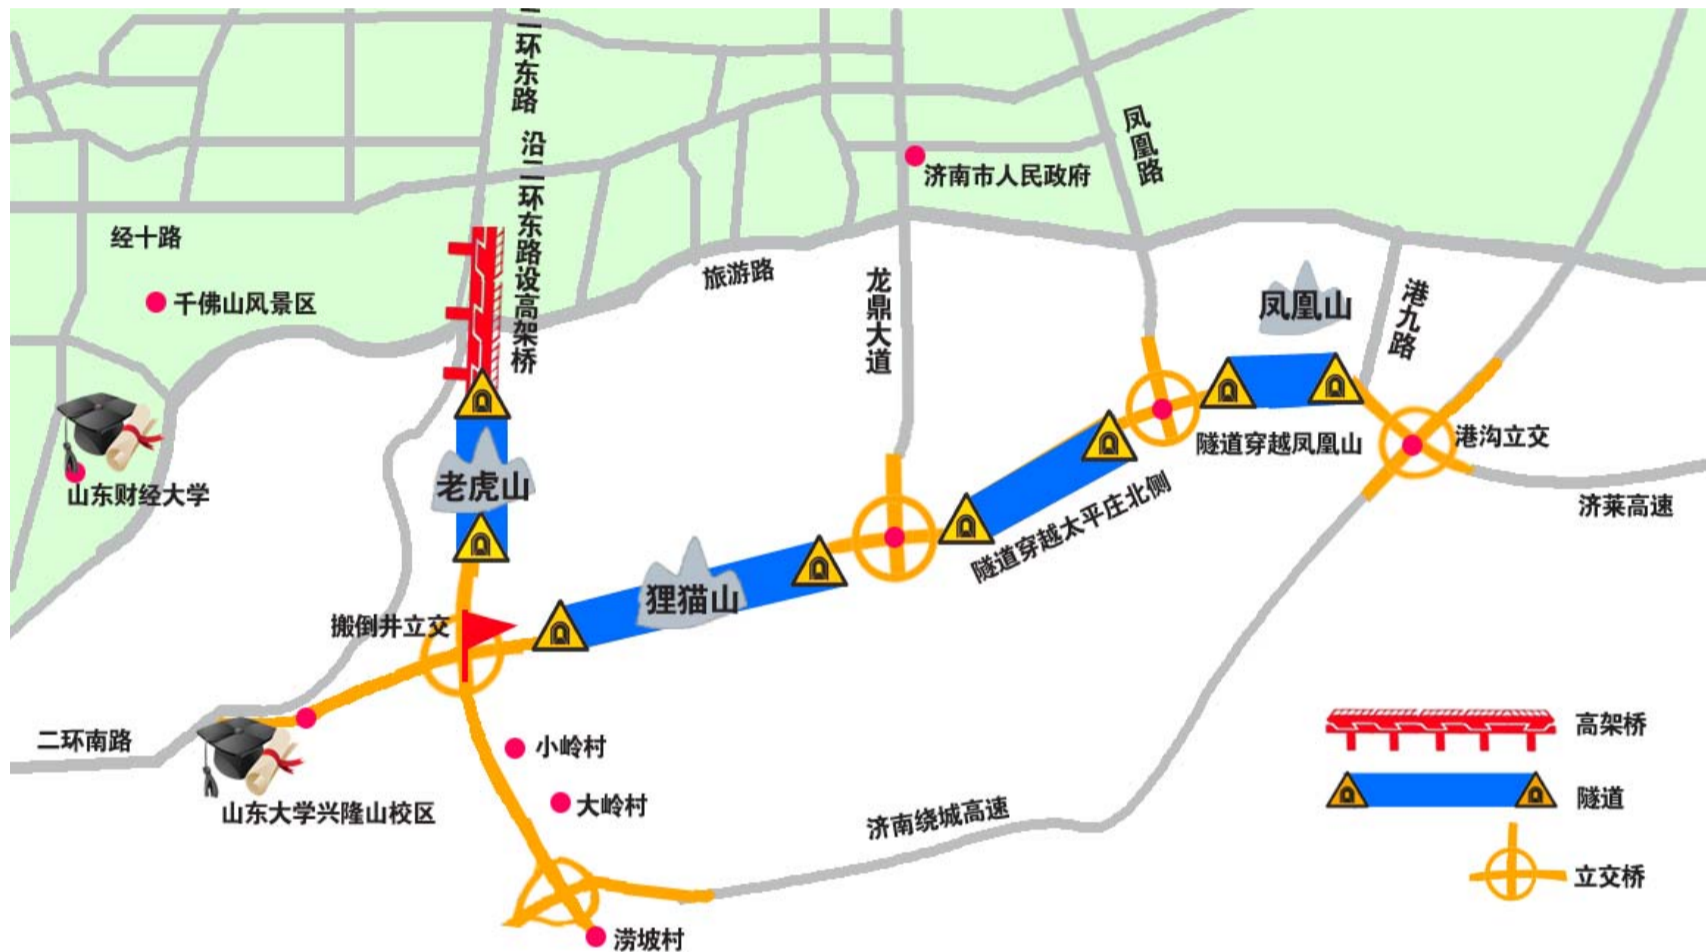 二环东路
沿二环东路设高架桥
凤凰路
济南市人民政府
经十路
千佛山风景区
旅游路
龙鼎大道
凤凰山
港九路
山东财经大学
老虎山
隧道穿越凤凰山
港沟立交
济莱高速
隧道穿越太平庄北侧
狸猫山
搬倒井立交
二环南路
小岭村
大岭村
山东大学兴隆山校区
济南绕城高速
涝坡村
高架桥
隧道
立交桥